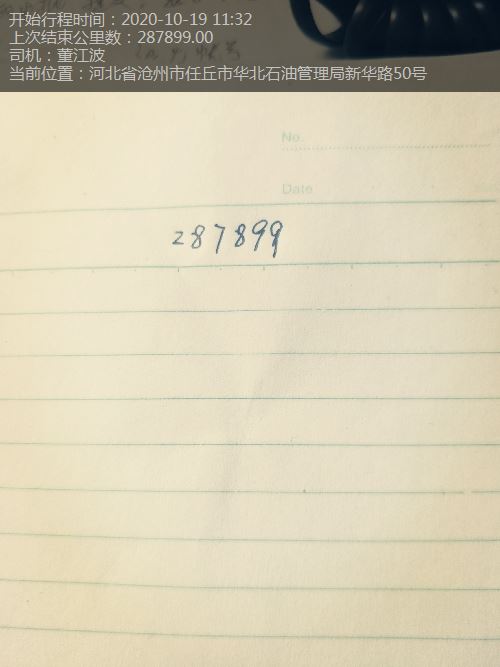 开始行程时间：2020-10-19 11:32
上次结束公里数：287899.00
司机：董江波
当前位置：河北省沧州市任丘市华北石油管理局新华路50号
No.
Date
287899